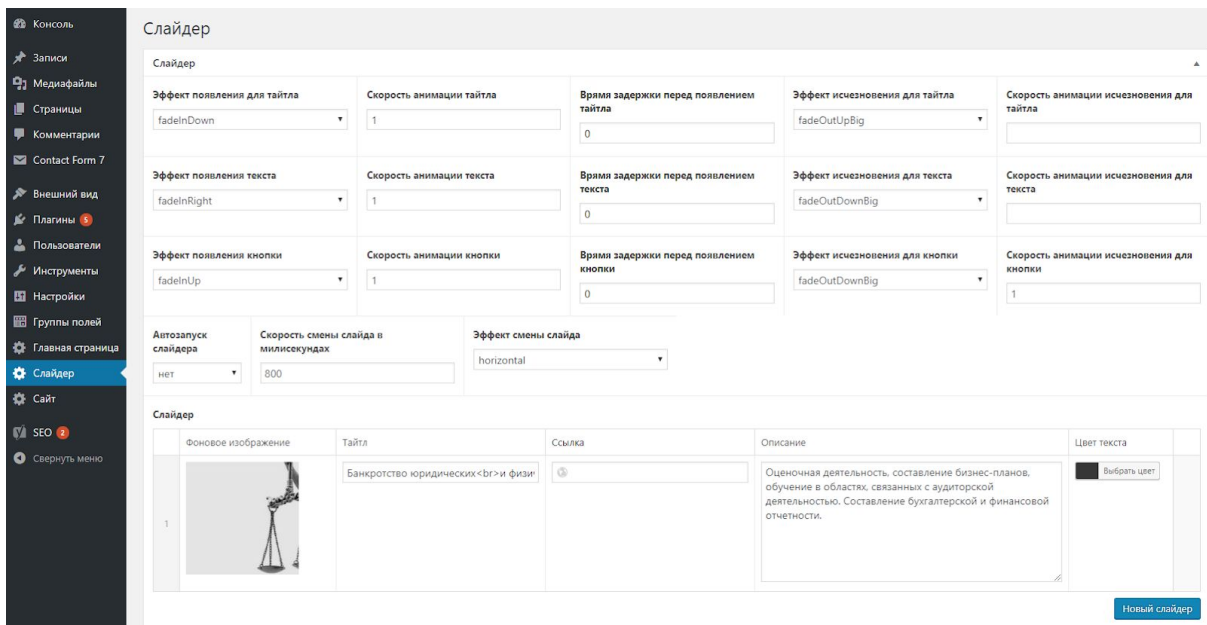 Консоль
Записи
Медиафайлы
Страницы
Комментарии
Contact Form 7
Внешний вид
Плагины 5
Пользователи
Инструменты
Настройки
Группы полей
Главная страница
Слайдер
Сайт
SEO 2
Свернуть меню
Слайдер
Слайдер
Эффект появления для тайтла
fadeInDown
Скорость анимации тайтла
1
Врямя задержки перед появлением
тайтла
0
Эффект исчезновения для тайтла
fadeOutUpBig
Скорость анимации исчезновения для
тайтла
Эффект появления текста
fadeInRight
Скорость анимации текста
1
Врямя задержки перед появлением
текста
0
Эффект исчезновения для текста
fadeOutDownBig
Скорость анимации исчезновения для
текста
Эффект появления кнопки
fadeInUp
Скорость анимации кнопки
1
Врямя задержки перед появлением
кнопки
0
Эффект исчезновения для кнопки
fadeOutDownBig
Скорость анимации исчезновения для
кнопки
1
Автозапуск
слайдера
нет
Скорость смены слайда в
милисекундах
800
Эффект смены слайда
horizontal
Слайдер
Фоновое изображение
Тайтл
Ссылка
Описание
Цвет текста
1
Банкротство юридических<br>и физи
Оценочная деятельность, составление бизнес-планов,
обучение в областях, связанных с аудиторской
деятельностью. Составление бухгалтерской и финансовой
отчетности.
Выбрать цвет
Новый слайдер